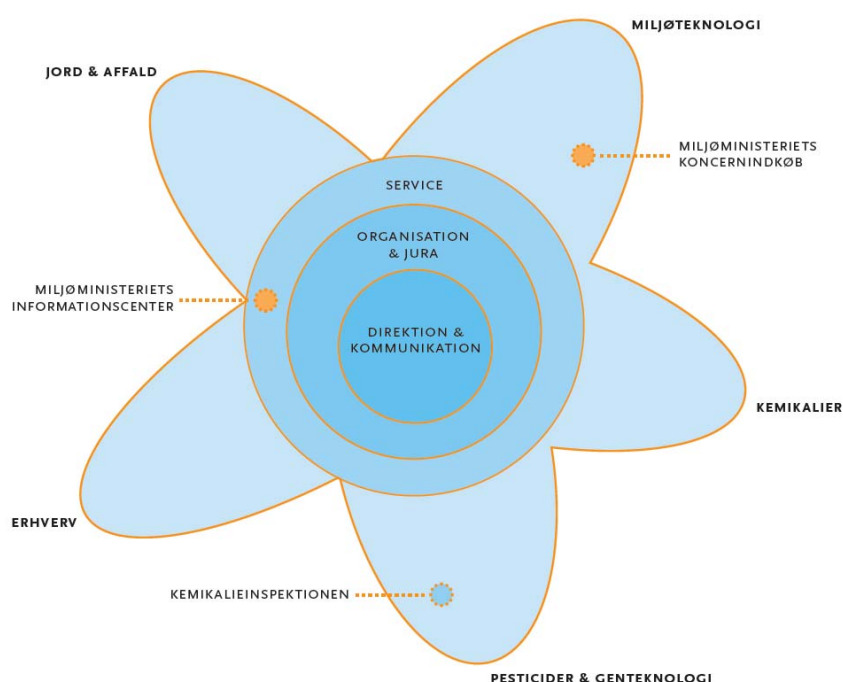 MILJØTEKNOLOGI
JORD & AFFALD
MILJØMINISTERIETS
KONCERNINDKØB
SERVICE
ORGANISATION
& JURA
MILJØMINISTERIETS
INFORMATIONSCENTER
DIREKTION &
KOMMUNIKATION
KEMIKALIER
ERHVERV
KEMIKALIEINSPEKTIONEN
PESTICIDER & GENTEKNOLOGI